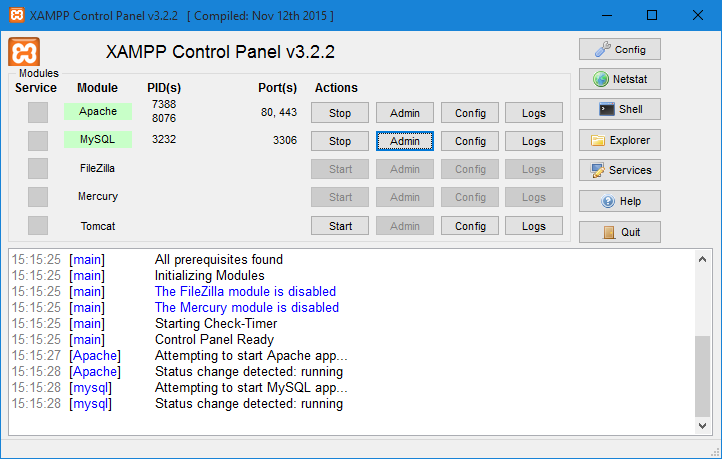 XAMPP Control Panel v3.2.2 [ Compiled: Nov 12th 2015 ]
XAMPP Control Panel v3.2.2
Config
Modules
Service Module PID(s) Port(s) Actions
Netstat
Apache 7388 8076 80, 443 Stop Admin Config Logs
Shell
MySQL 3232 3306 Stop Admin Config Logs
Explorer
FileZilla Start Admin Config Logs
Services
Mercury Start Admin Config Logs
Help
Tomcat Start Admin Config Logs
Quit
15:15:25 [main] All prerequisites found
15:15:25 [main] Initializing Modules
15:15:25 [main] The FileZilla module is disabled
15:15:25 [main] The Mercury module is disabled
15:15:25 [main] Starting Check-Timer
15:15:25 [main] Control Panel Ready
15:15:27 [Apache] Attempting to start Apache app...
15:15:28 [Apache] Status change detected: running
15:15:28 [mysql] Attempting to start MySQL app...
15:15:28 [mysql] Status change detected: running